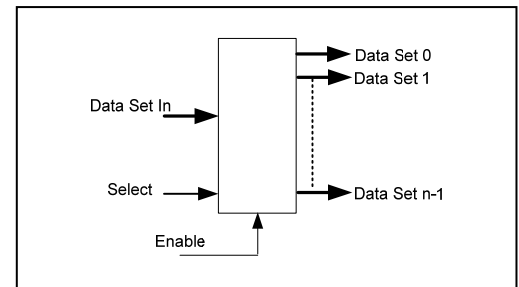 Data Set 0
Data Set 1
Data Set In
Select
Data Set n-1
Enable